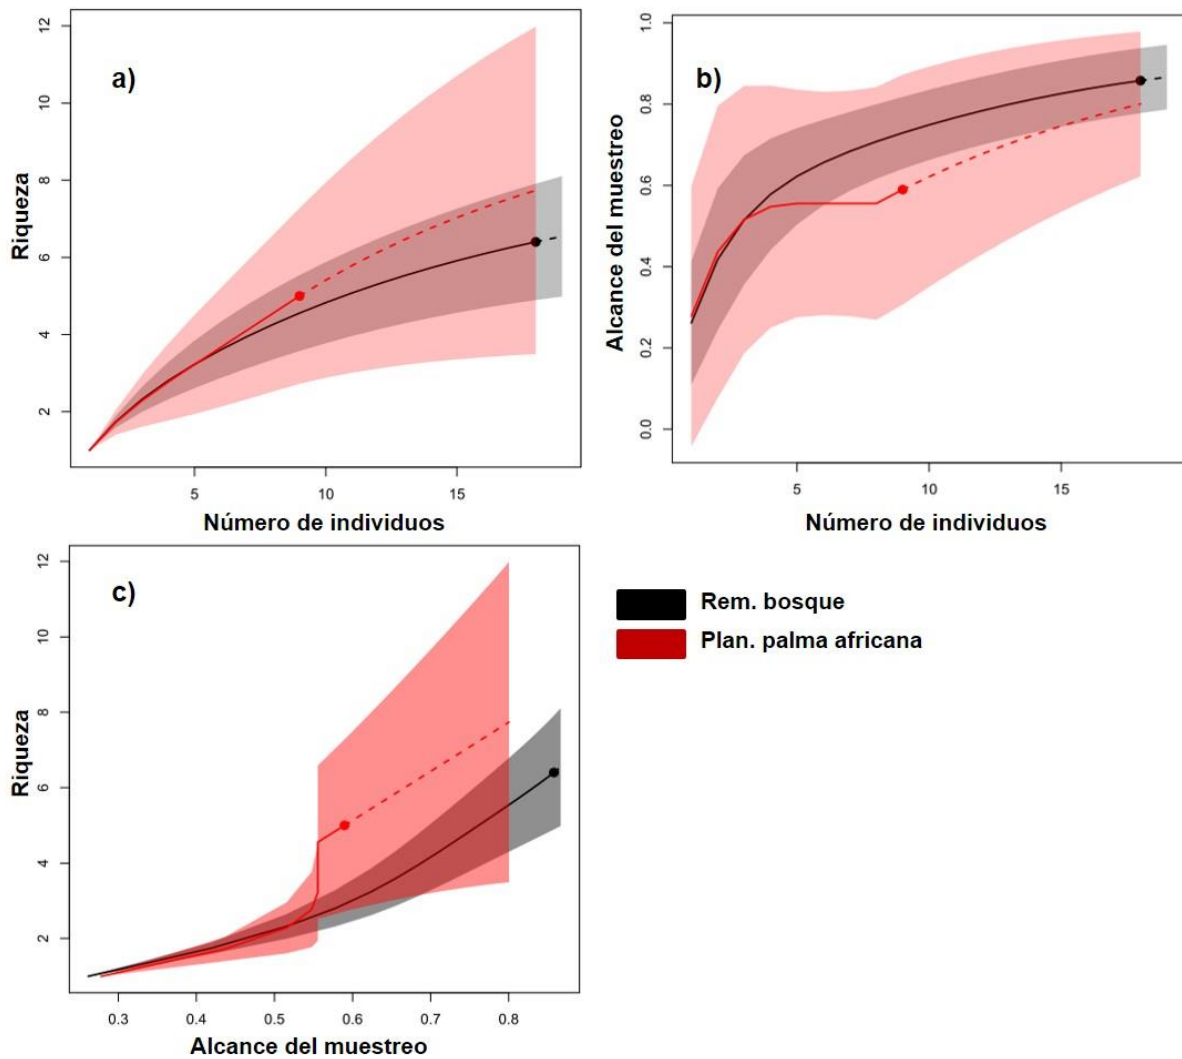 a)
Riqueza
12
10
8
6
4
2
5
10
15
Número de individuos
b)
Alcance del muestreo
1.0
0.8
0.6
0.4
0.2
0.0
5
10
15
Número de individuos
c)
Riqueza
12
10
8
6
4
2
0.3
0.4
0.5
0.6
0.7
0.8
Alcance del muestreo
Rem. bosque
Plan. palma africana